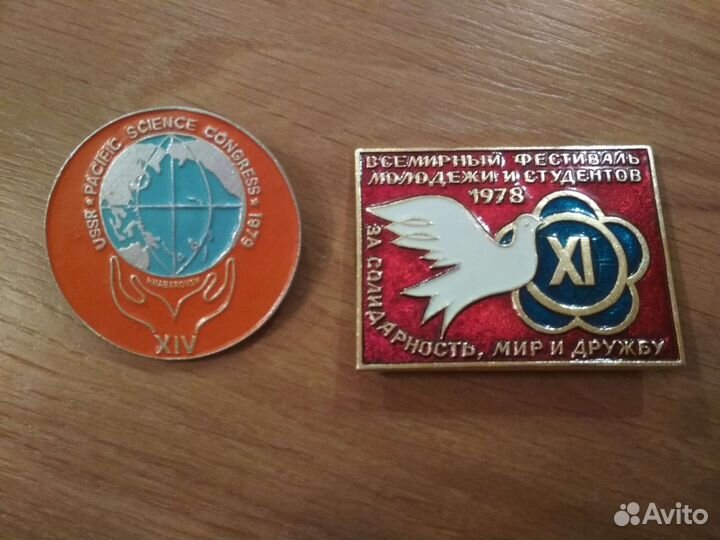 USSR * PACIFIC SCIENCE CONGRESS * 1979
KHABAROVSK
XIV
ВСЕМИРНЫЙ ФЕСТИВАЛЬ
МОЛОДЕЖИ И СТУДЕНТОВ
1978
XI
ЗА СОЛИДАРНОСТЬ, МИР И ДРУЖБУ
Avito